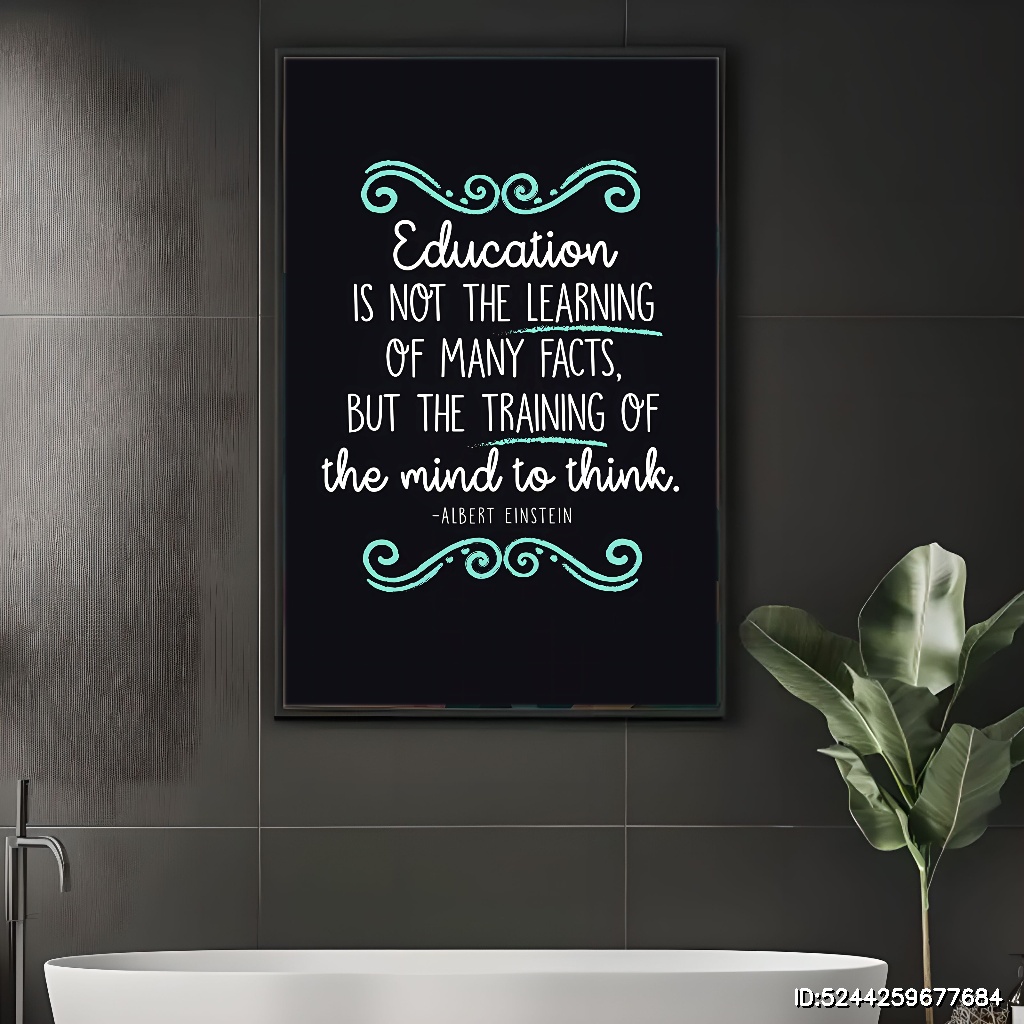 Education
IS NOT THE LEARNING
OF MANY FACTS,
BUT THE TRAINING OF
the mind to think.
-ALBERT EINSTEIN
ID:5244259677684